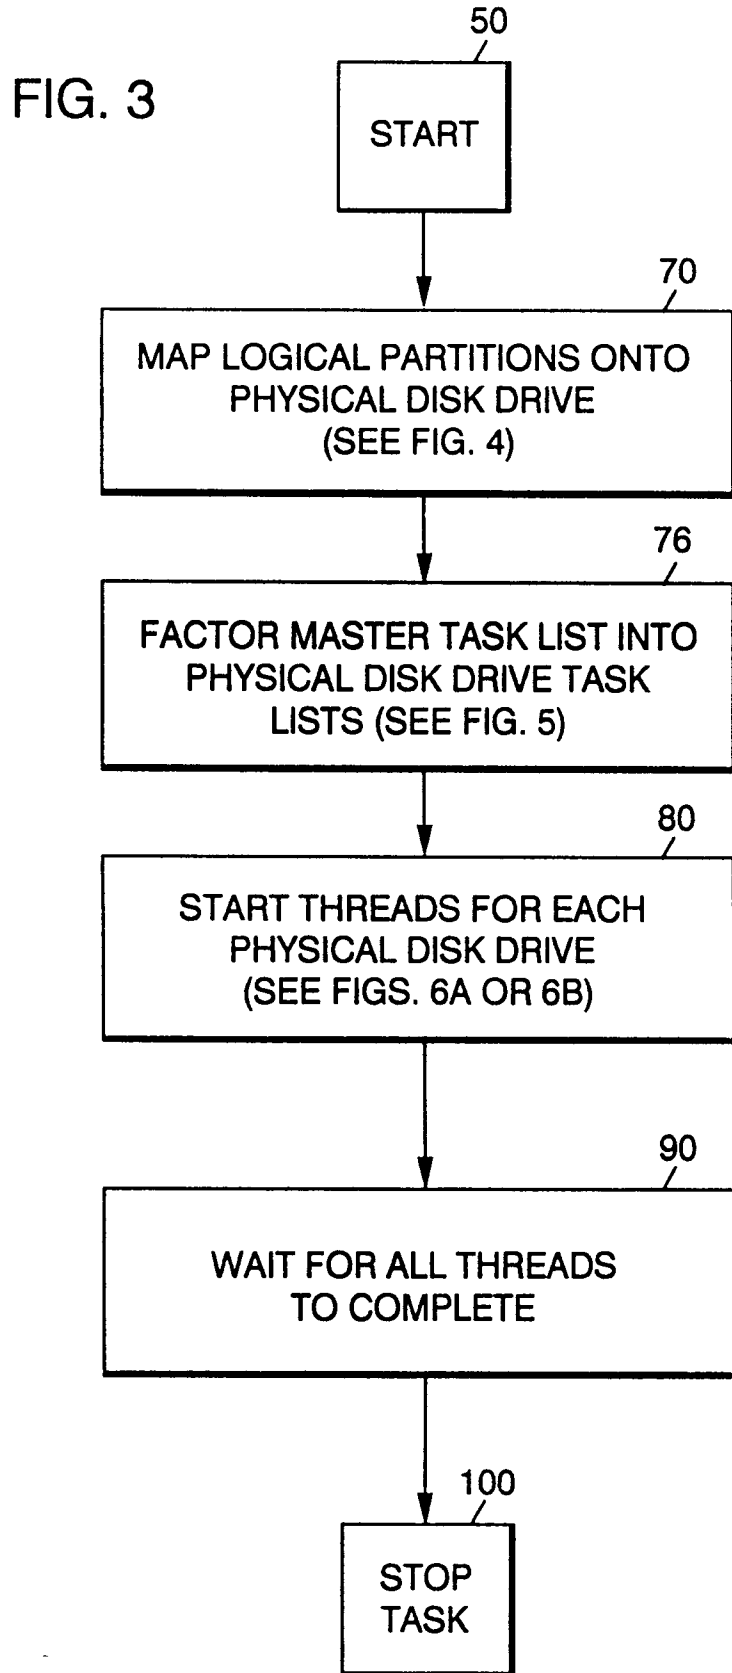 FIG. 3
50
START
70
MAP LOGICAL PARTITIONS ONTO
PHYSICAL DISK DRIVE
(SEE FIG. 4)
76
FACTOR MASTER TASK LIST INTO
PHYSICAL DISK DRIVE TASK
LISTS (SEE FIG. 5)
80
START THREADS FOR EACH
PHYSICAL DISK DRIVE
(SEE FIGS. 6A OR 6B)
90
WAIT FOR ALL THREADS
TO COMPLETE
100
STOP
TASK